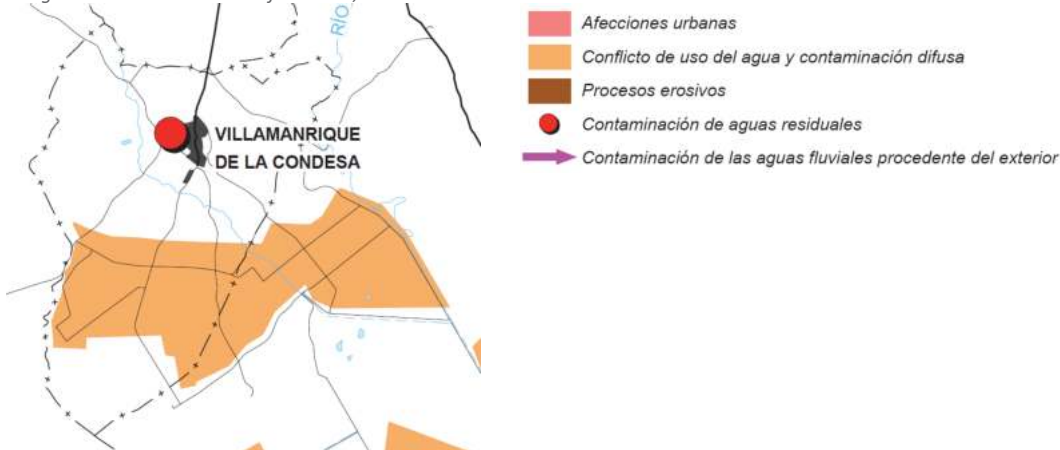 RÍO
VILLAMANRIQUE
DE LA CONDESA
Afecciones urbanas
Conflicto de uso del agua y contaminación difusa
Procesos erosivos
Contaminación de aguas residuales
Contaminación de las aguas fluviales procedente del exterior